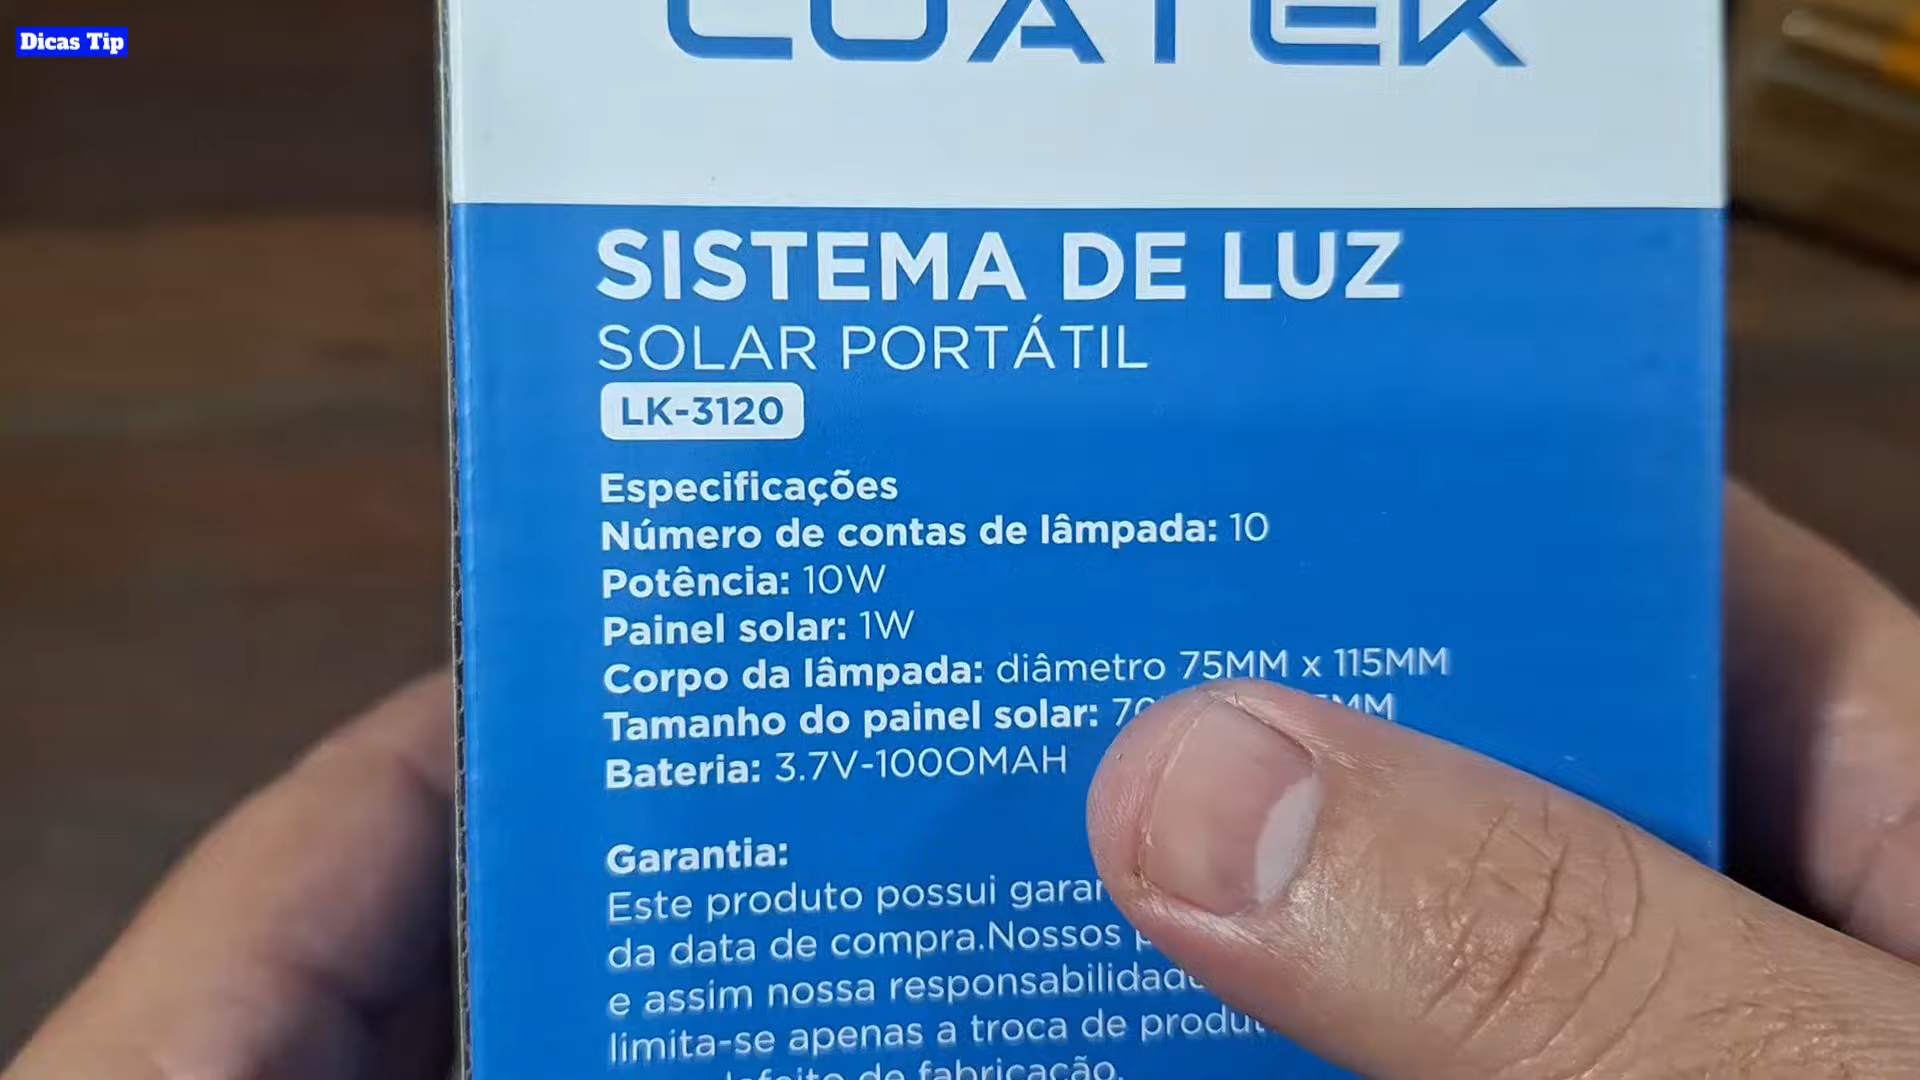 Dicas Tip
SISTEMA DE LUZ
SOLAR PORTÁTIL
LK-3120
Especificações
Número de contas de lâmpada: 10
Potência: 10W
Painel solar: 1W
Corpo da lâmpada: diâmetro 75MM x 115MM
Tamanho do painel solar:
Bateria: 3.7V-1000MAH
Garantia:
Este produto possui
da data de compra.Nossos
e assim nossa
limita-se apenas a troca de
de fabricação.